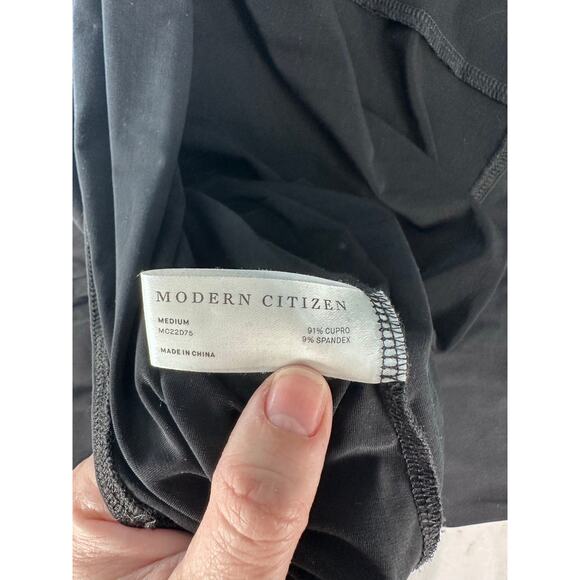 MODERN CITIZEN
MEDIUM
MC22D75
91% CUPRO
9% SPANDEX
MADE IN CHINA